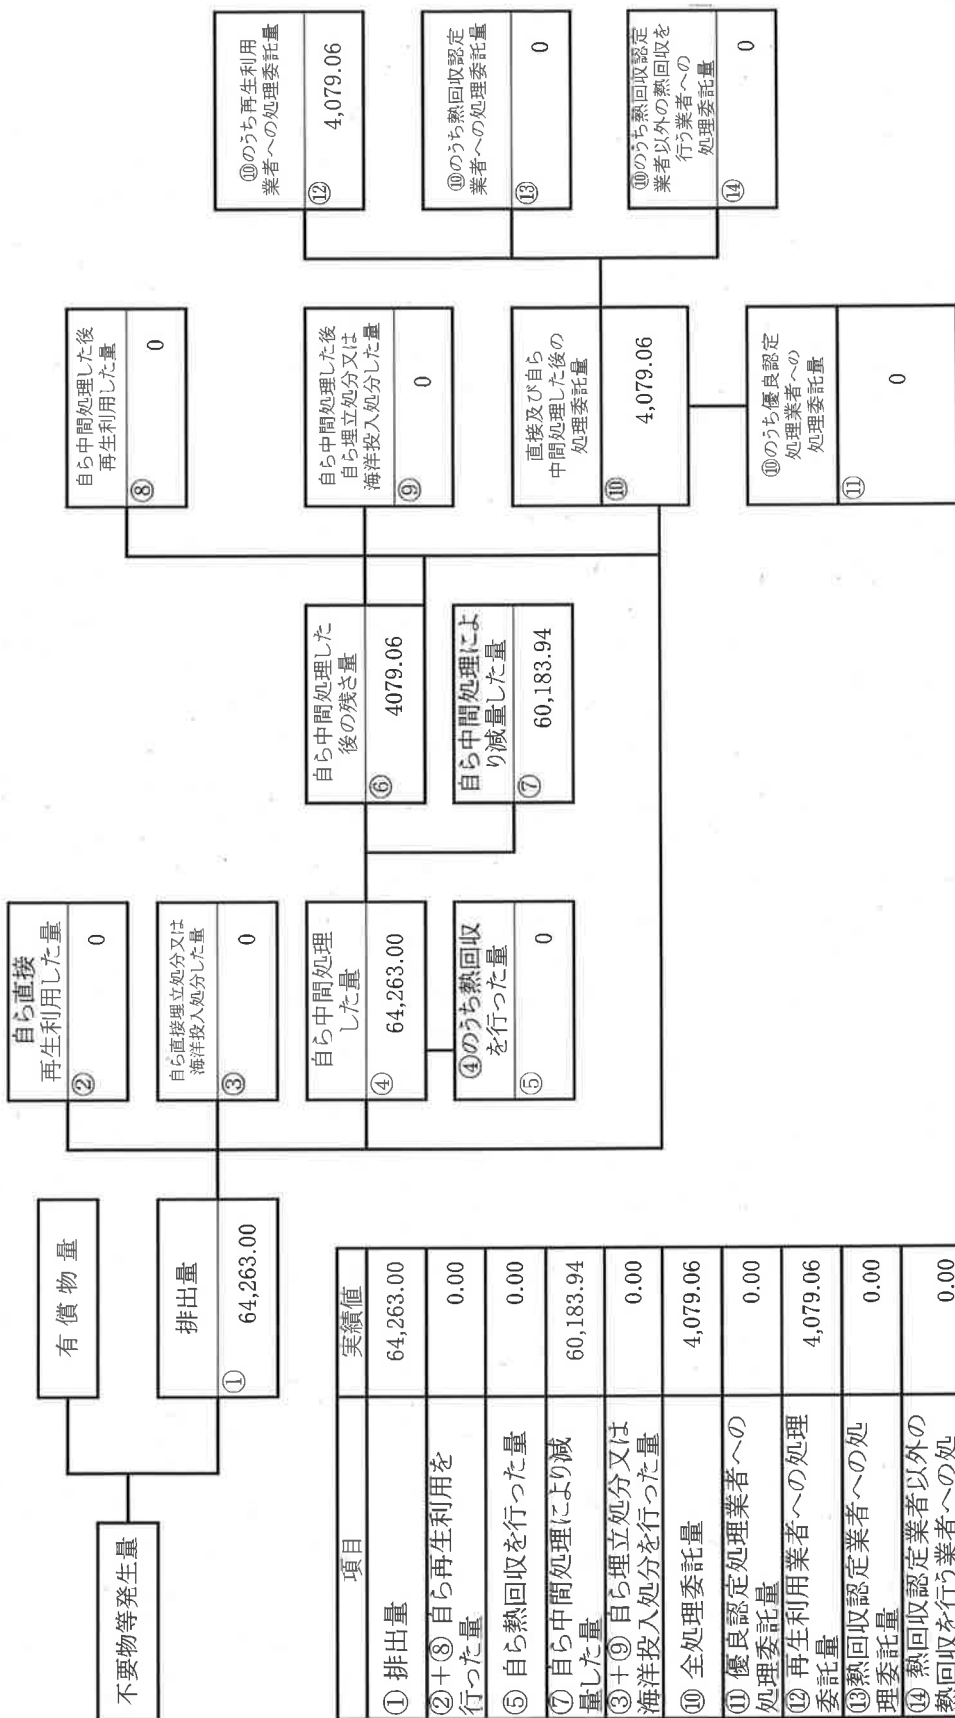 不要物等発生量
有償物量
排出量
①
64,263.00
自ら直接
再生利用した量
②
0
自ら直接埋立処分又は
海洋投入処分した量
③
0
自ら中間処理
した量
④
64,263.00
④のうち熱回収
を行った量
⑤
0
自ら中間処理した
後の残さ量
⑥
4079.06
自ら中間処理によ
り減量した量
⑦
60,183.94
自ら中間処理した後
再生利用した量
⑧
0
自ら中間処理した後
自ら埋立処分又は
海洋投入処分した量
⑨
0
直接及び自ら
中間処理した後の
処理委託量
⑩
4,079.06
⑩のうち優良認定
処理業者への
処理委託量
⑪
0
⑩のうち再生利用
業者への処理委託量
⑫
4,079.06
⑩のうち熱回収認定
業者への処理委託量
⑬
0
⑩のうち熱回収認定
業者以外の熱回収を
行う業者への
処理委託量
⑭
0
項目
実績値
①排出量
64,263.00
②+⑧自ら再生利用を
行った量
0.00
⑤自ら熱回収を行った量
0.00
⑦自ら中間処理により減
量した量
60,183.94
③+⑨自ら埋立処分又は
海洋投入処分を行った量
0.00
⑩全処理委託量
4,079.06
⑪優良認定処理業者への
処理委託量
0.00
⑫再生利用業者への処理
委託量
4,079.06
⑬熱回収認定業者への処
理委託量
0.00
⑭熱回収認定業者以外の
熱回収を行う業者への処
0.00